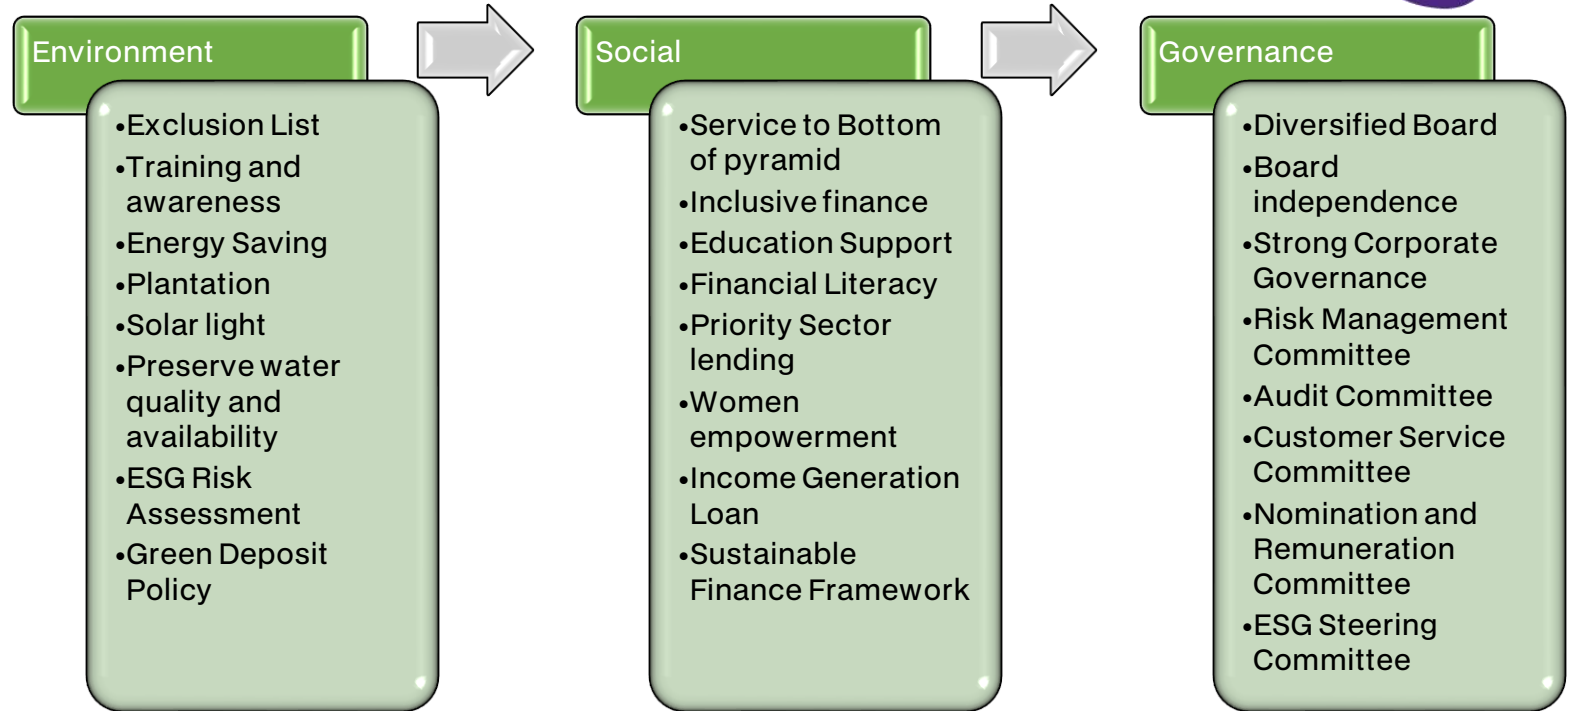 Environment
•Exclusion List
•Training and
awareness
•Energy Saving
•Plantation
•Solar light
•Preserve water
quality and
availability
•ESG Risk
Assessment
•Green Deposit
Policy
Social
•Service to Bottom
of pyramid
•Inclusive finance
•Education Support
•Financial Literacy
•Priority Sector
lending
•Women
empowerment
•Income Generation
Loan
•Sustainable
Finance Framework
Governance
•Diversified Board
•Board
independence
•Strong Corporate
Governance
•Risk Management
Committee
•Audit Committee
•Customer Service
Committee
•Nomination and
Remuneration
Committee
•ESG Steering
Committee